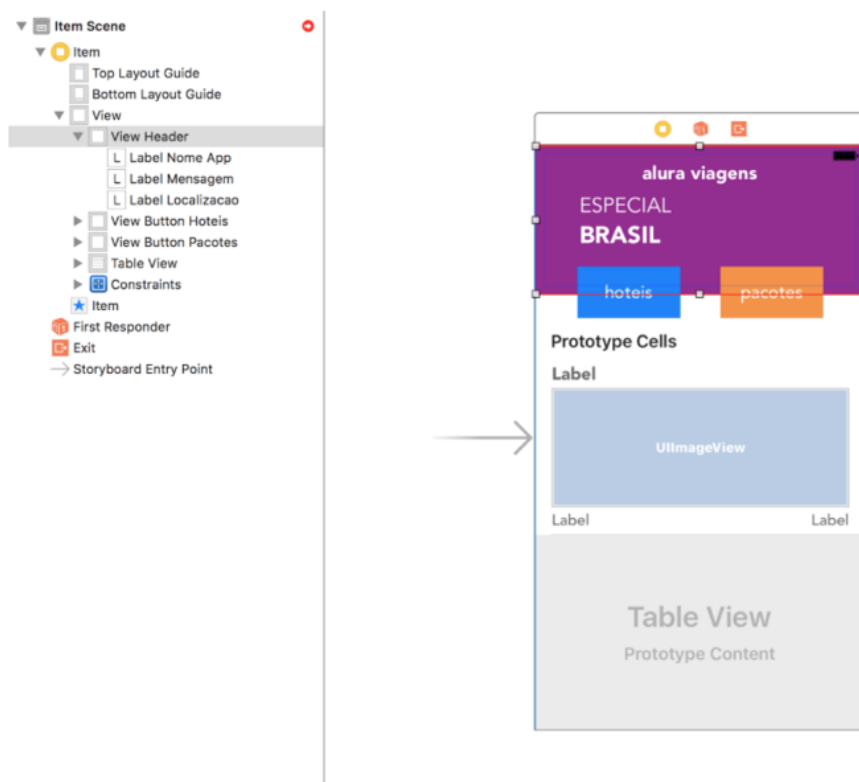 Item Scene
Item
Top Layout Guide
Bottom Layout Guide
View
View Header
L Label Nome App
L Label Mensagem
L Label Localizacao
View Button Hoteis
View Button Pacotes
Table View
Constraints
Item
First Responder
Exit
Storyboard Entry Point
alura viagens
ESPECIAL
BRASIL
hoteis pacotes
Prototype Cells
Label
UIImageView
Label Label
Table View
Prototype Content